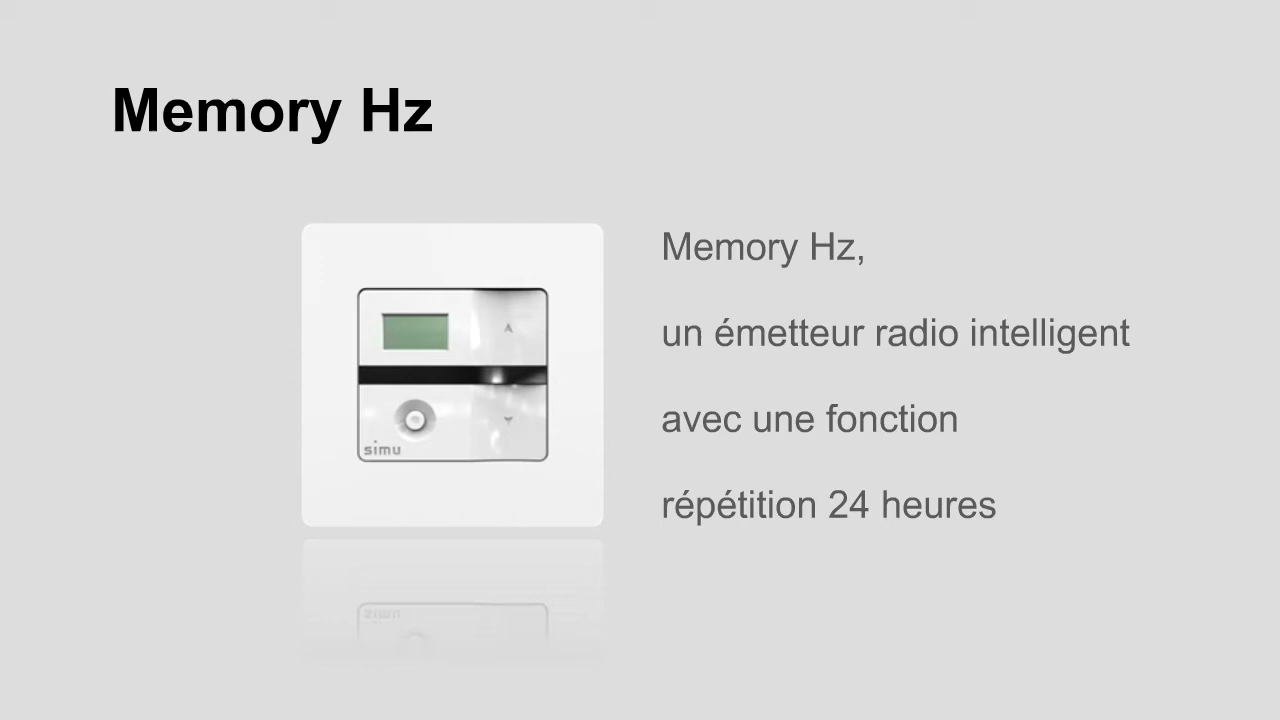 Memory Hz
Memory Hz,
un émetteur radio intelligent
avec une fonction
répétition 24 heures
simu